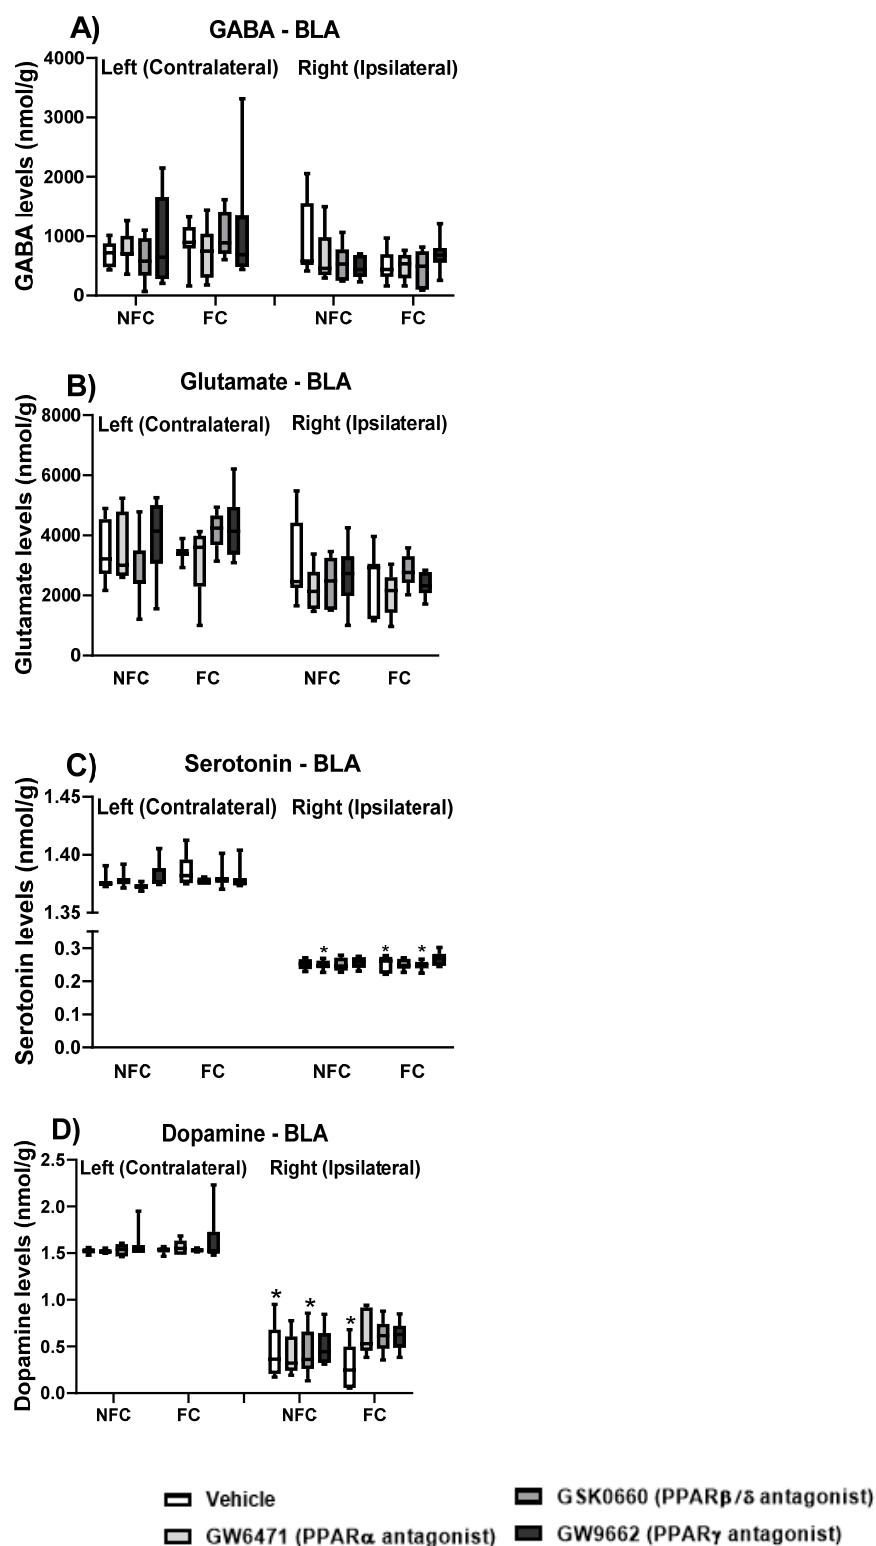 A) GABA - BLA
GABA levels (nmol/g)
Left (Contralateral) Right (Ipsilateral)
4000
3000
2000
1000
0
NFC FC NFC FC
B) Glutamate - BLA
Glutamate levels (nmol/g)
Left (Contralateral) Right (Ipsilateral)
8000
6000
4000
2000
0
NFC FC NFC FC
C) Serotonin - BLA
Serotonin levels (nmol/g)
Left (Contralateral) Right (Ipsilateral)
1.45
1.40
1.35
0.3
* * *
0.2
0.1
0.0
NFC FC NFC FC
D) Dopamine - BLA
Dopamine levels (nmol/g)
Left (Contralateral) Right (Ipsilateral)
2.5
2.0
1.5
1.0
* * *
0.5
0.0
NFC FC NFC FC
Vehicle
GW6471 (PPARα antagonist)
GSK0660 (PPARβ/δ antagonist)
GW9662 (PPARγ antagonist)